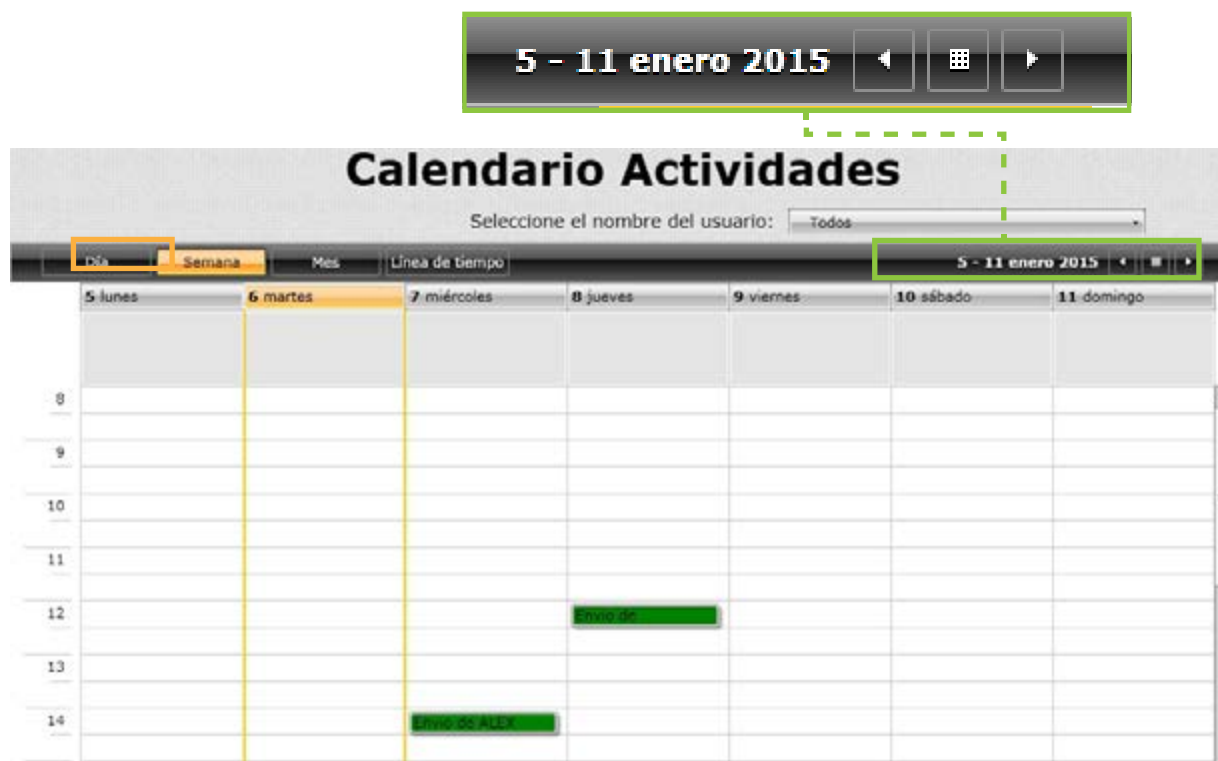 5 - 11 enero 2015
Calendario Actividades
Seleccione el nombre del usuario: Todos
Día Semana Mes Línea de tiempo 5 - 11 enero 2015
5 lunes 6 martes 7 miércoles 8 jueves 9 viernes 10 sábado 11 domingo
8
9
10
11
12 Envio de
13
14 Envio de ALEX